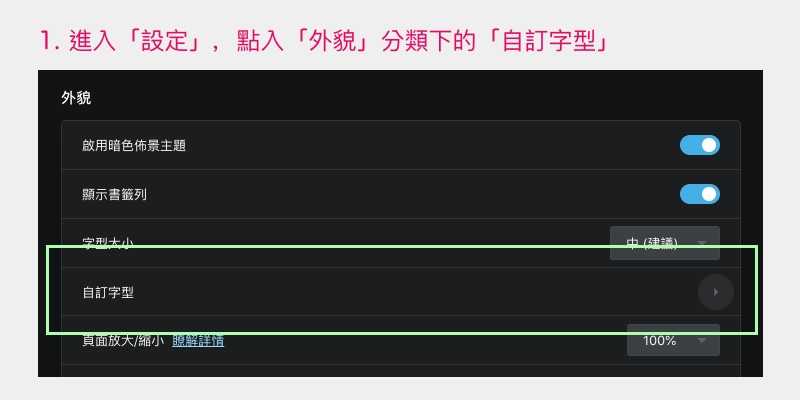 1. 進入「設定」，點入「外貌」分類下的「自訂字型」
外貌
啟用暗色佈景主題
顯示書籤列
字型大小 中 (建議)
自訂字型
頁面放大/縮小 瞭解詳情 100%